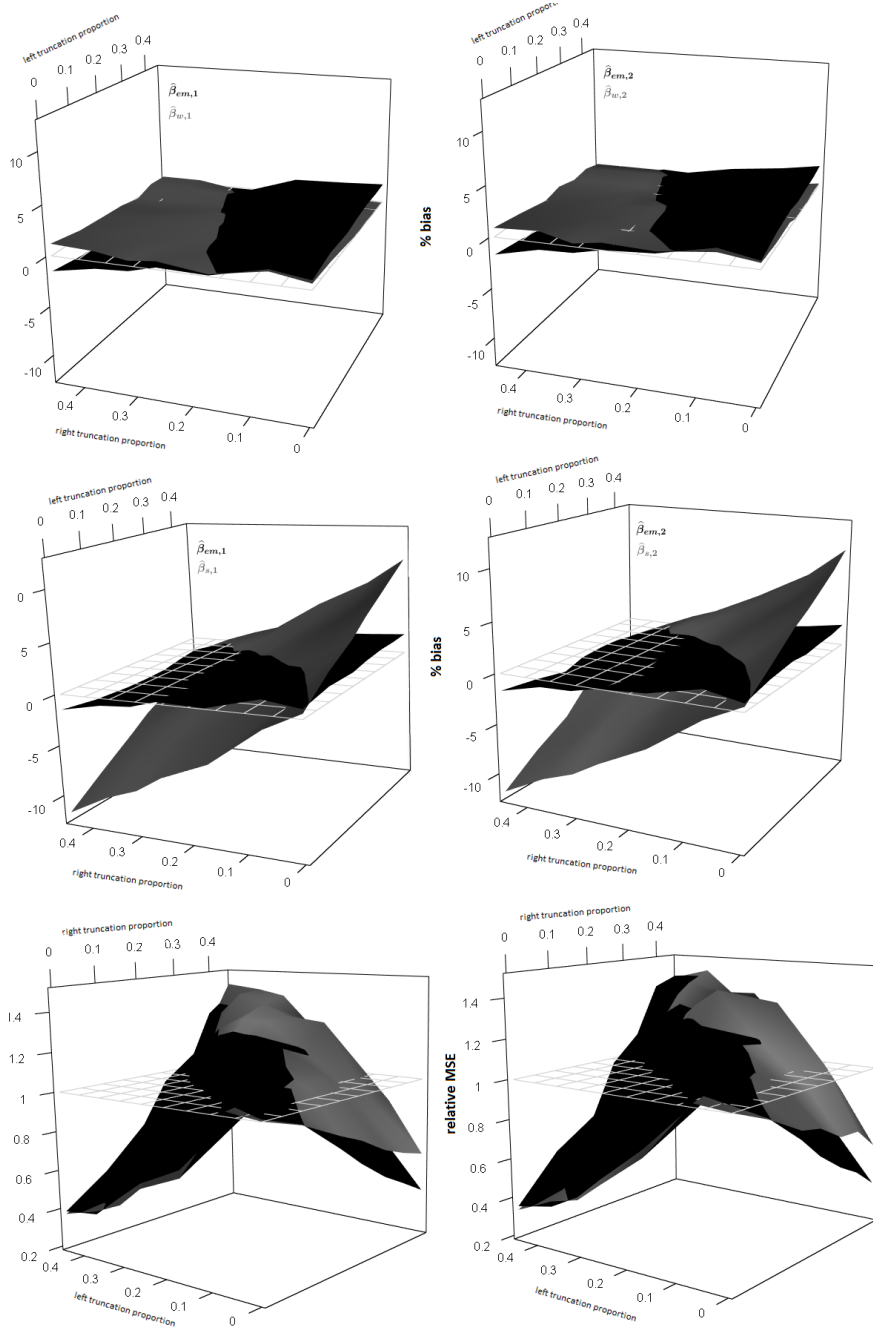 left truncation proportion
left truncation proportion
0 0.1 0.2 0.3 0.4
0 0.1 0.2 0.3 0.4
β̂em,1
β̂w,1
β̂em,2
β̂w,2
10
5
0
-5
-10
% bias
10
5
0
-5
-10
0.4 0.3 0.2 0.1 0
right truncation proportion
0.4 0.3 0.2 0.1 0
right truncation proportion
left truncation proportion
0 0.1 0.2 0.3 0.4
left truncation proportion
0 0.1 0.2 0.3 0.4
β̂em,1
β̂s,1
β̂em,2
β̂s,2
0
5
0
-5
-10
% bias
10
5
0
-5
-10
0.4 0.3 0.2 0.1 0
right truncation proportion
0.4 0.3 0.2 0.1 0
right truncation proportion
right truncation proportion
0 0.1 0.2 0.3 0.4
right truncation proportion
0 0.1 0.2 0.3 0.4
1.4
1.2
1
0.8
0.6
0.4
0.2
relative MSE
1.4
1.2
1
0.8
0.6
0.4
0.2
0.4 0.3 0.2 0.1 0
left truncation proportion
0.4 0.3 0.2 0.1 0
left truncation proportion